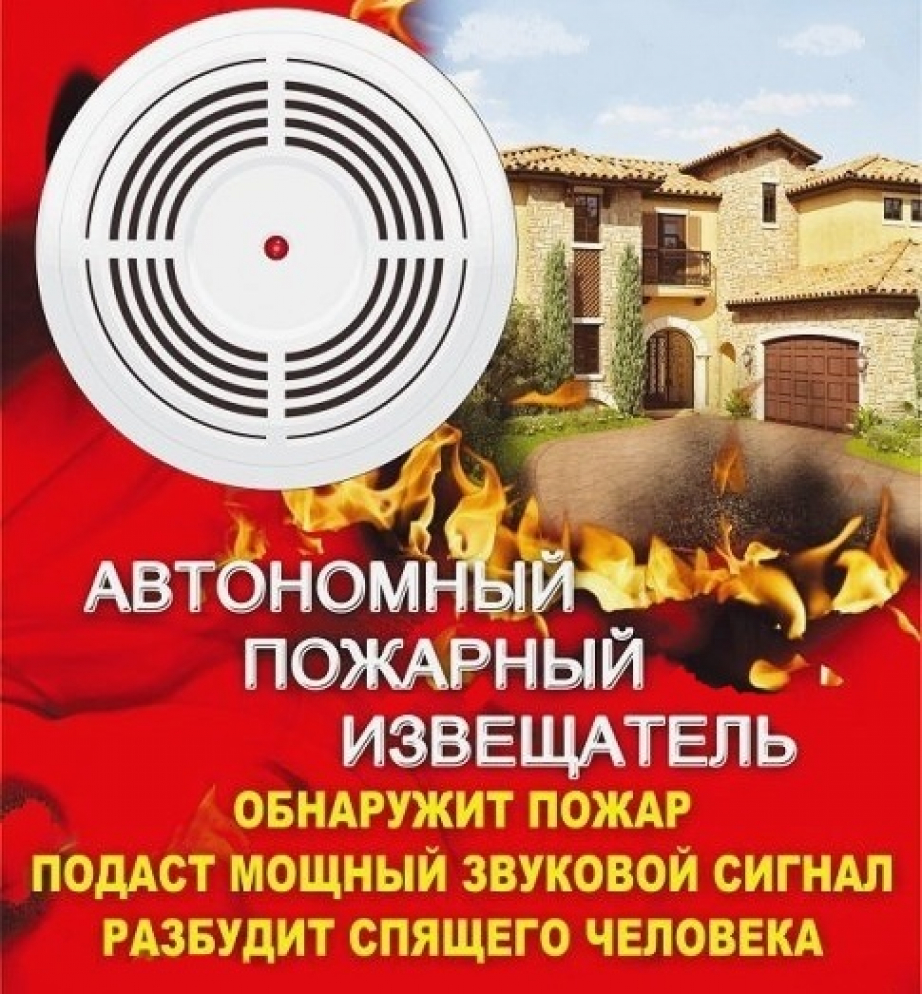 АВТОНОМНЫЙ
ПОЖАРНЫЙ
ИЗВЕЩАТЕЛЬ
ОБНАРУЖИТ ПОЖАР
ПОДАСТ МОЩНЫЙ ЗВУКОВОЙ СИГНАЛ
РАЗБУДИТ СПЯЩЕГО ЧЕЛОВЕКА